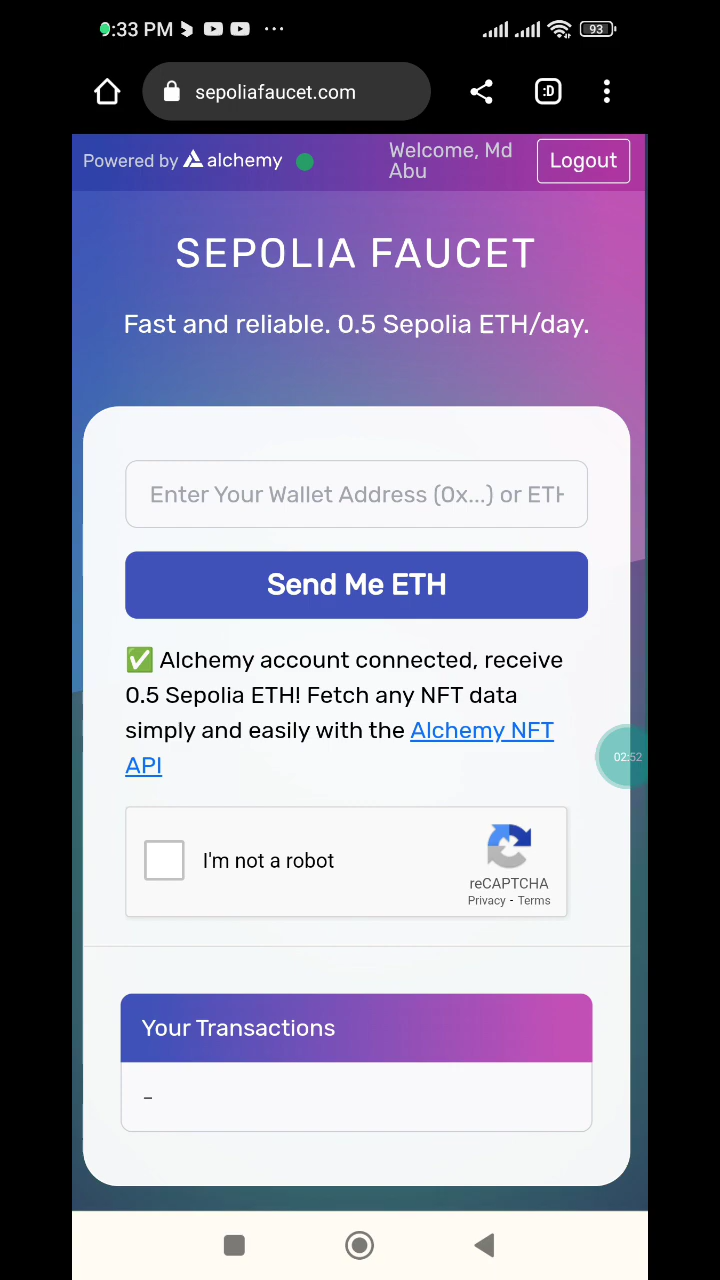 9:33 PM
93
sepoliafaucet.com
:D
Powered by alchemy
Welcome, Md
Abu
Logout
SEPOLIA FAUCET
Fast and reliable. 0.5 Sepolia ETH/day.
Enter Your Wallet Address (0x...) or ETH
Send Me ETH
✅ Alchemy account connected, receive
0.5 Sepolia ETH! Fetch any NFT data
simply and easily with the Alchemy NFT
API
02:52
I'm not a robot
reCAPTCHA
Privacy - Terms
Your Transactions
–